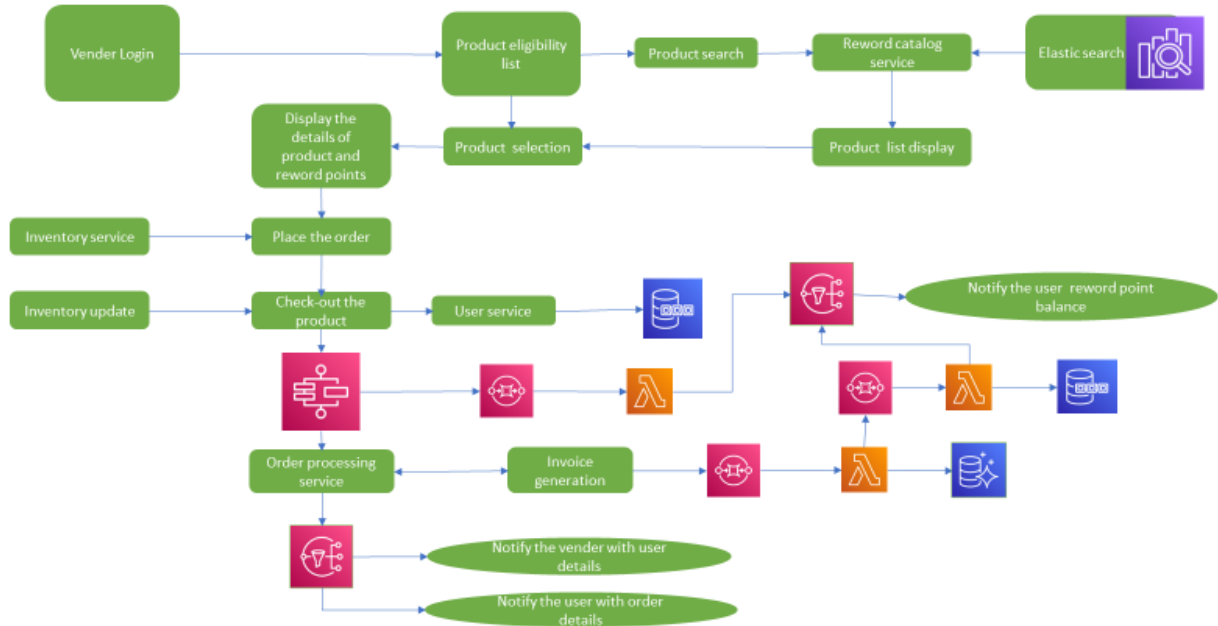 Vender Login
Product eligibility
list
Product search
Reword catalog
service
Elastic search
Display the
details of
product and
reword points
Product selection
Product list display
Inventory service
Place the order
Inventory update
Check-out the
product
User service
Notify the user reword point
balance
Order processing
service
Invoice
generation
Notify the vender with user
details
Notify the user with order
details